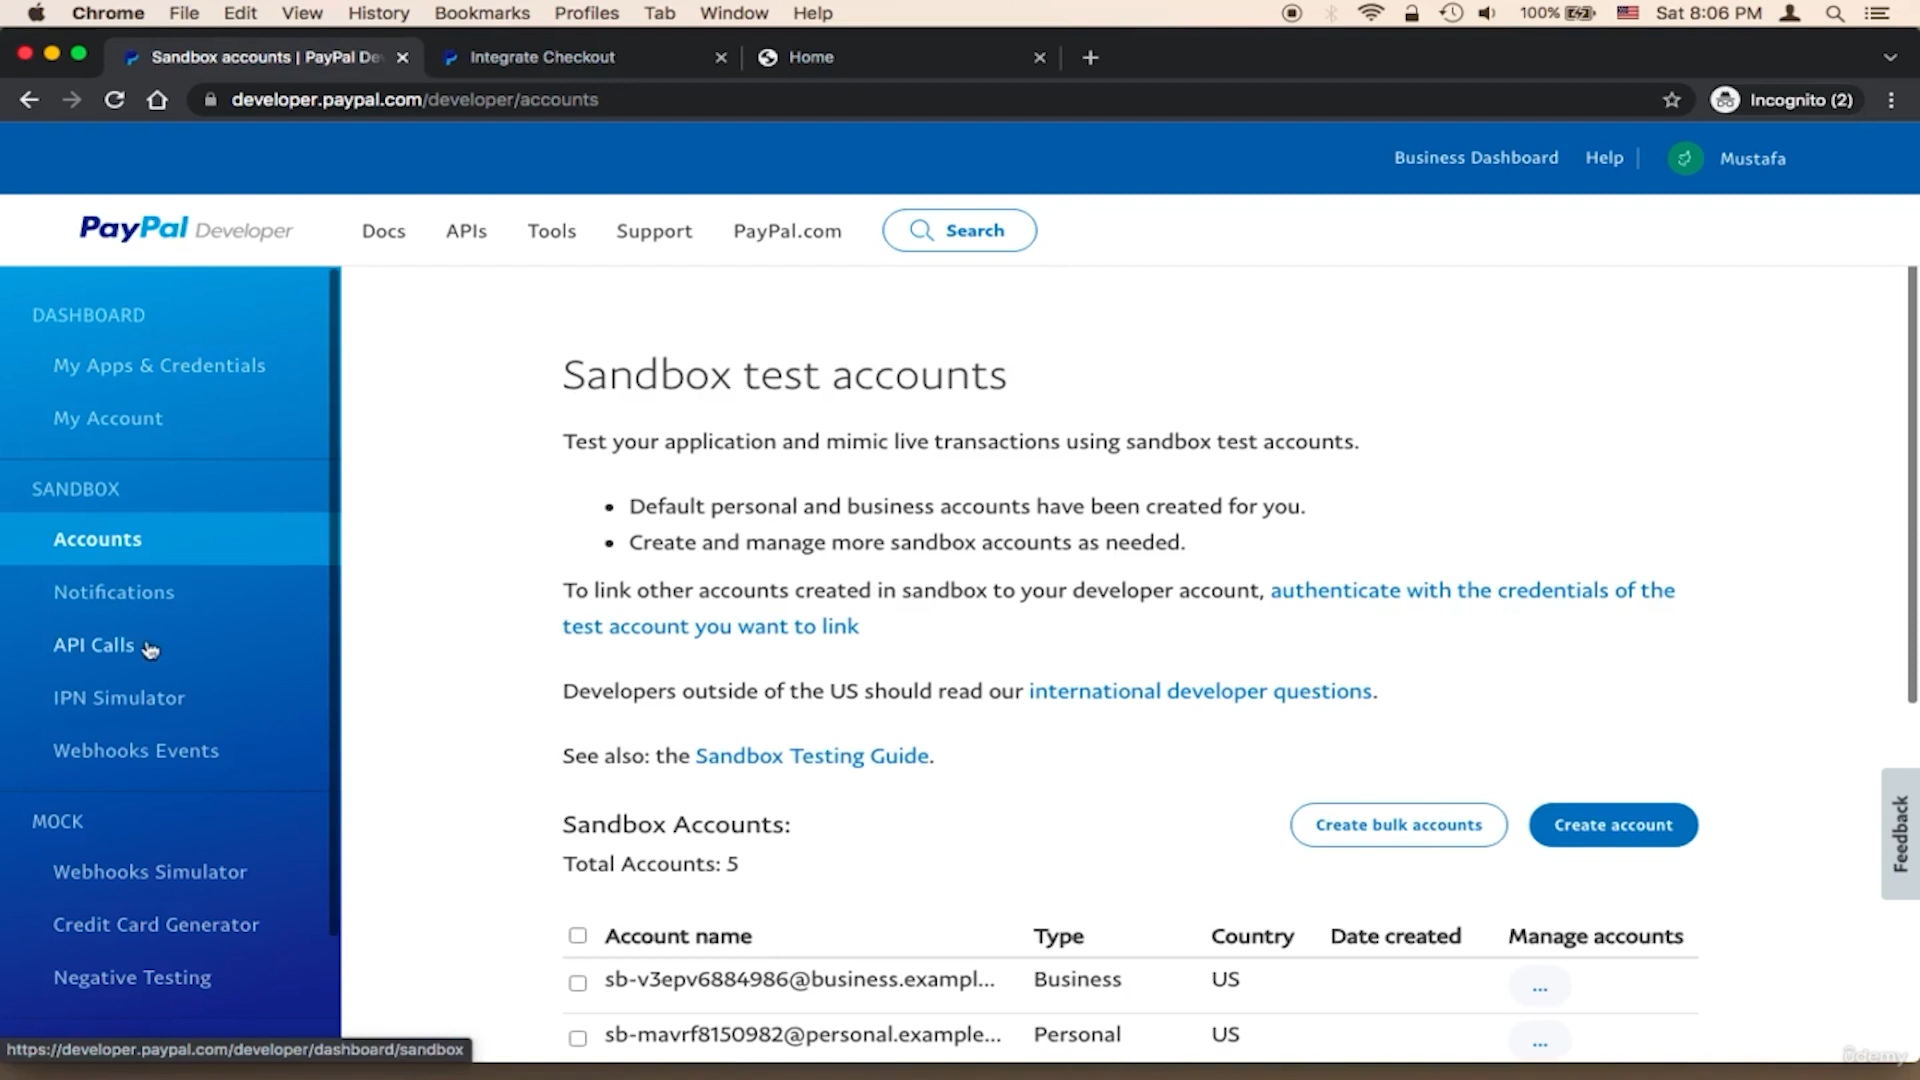 Chrome File Edit View History Bookmarks Profiles Tab Window Help 100% Sat 8:06 PM
Sandbox accounts | PayPal De Integrate Checkout Home
developer.paypal.com/developer/accounts Incognito (2)
Business Dashboard Help Mustafa
PayPal Developer Docs APIs Tools Support PayPal.com Search
DASHBOARD
My Apps & Credentials
My Account
SANDBOX
Accounts
Notifications
API Calls
IPN Simulator
Webhooks Events
MOCK
Webhooks Simulator
Credit Card Generator
Negative Testing
https://developer.paypal.com/developer/dashboard/sandbox
Sandbox test accounts
Test your application and mimic live transactions using sandbox test accounts.
• Default personal and business accounts have been created for you.
• Create and manage more sandbox accounts as needed.
To link other accounts created in sandbox to your developer account, authenticate with the credentials of the
test account you want to link
Developers outside of the US should read our international developer questions.
See also: the Sandbox Testing Guide.
Sandbox Accounts: Create bulk accounts Create account
Total Accounts: 5
Account name Type Country Date created Manage accounts
sb-v3epv6884986@business.exampl... Business US ...
sb-mavrf8150982@personal.example... Personal US ...
Feedback
udemy